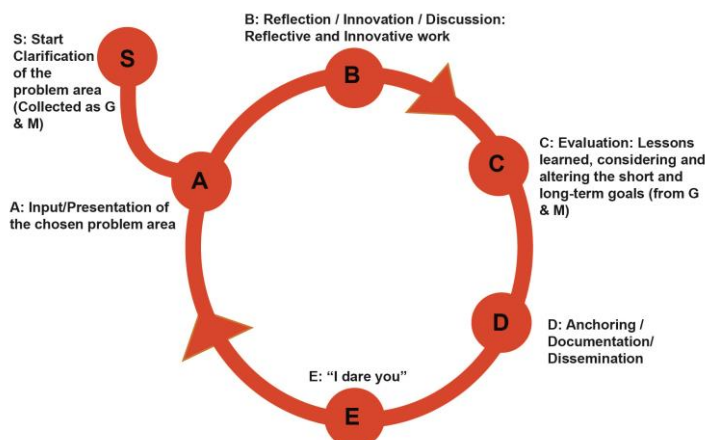 B: Reflection / Innovation / Discussion:
Reflective and Innovative work
S: Start
Clarification
of the
problem area
(Collected as G
& M)
S
B
C
C: Evaluation: Lessons
learned, considering and
altering the short and
long-term goals (from G
& M)
A
A: Input/Presentation of
the chosen problem area
D
D: Anchoring /
Documentation/
Dissemination
E: “I dare you”
E